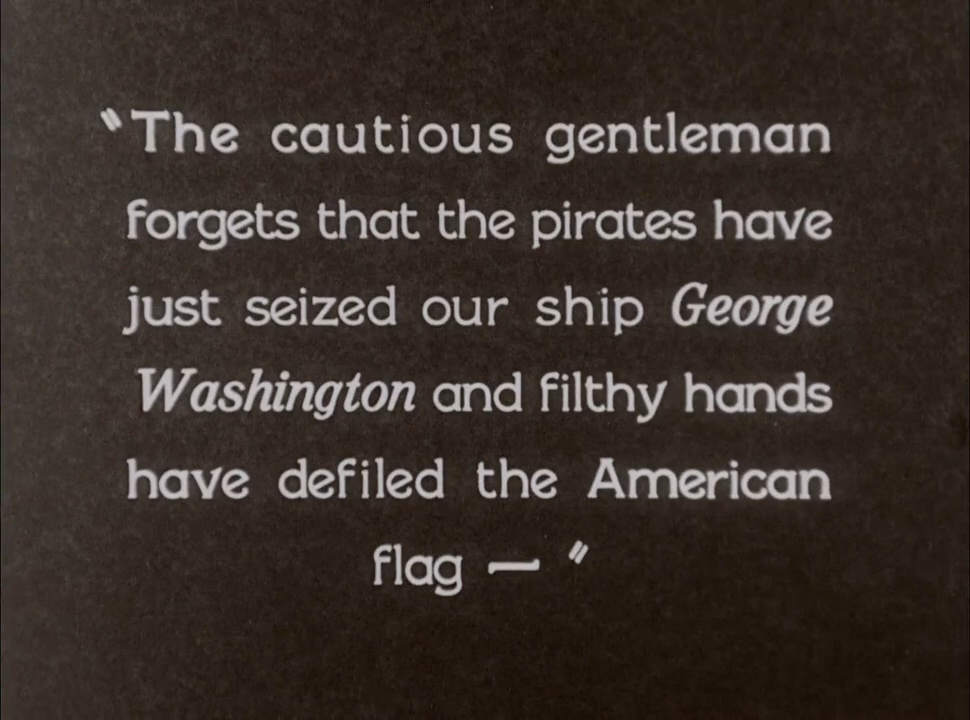 "The cautious gentleman
forgets that the pirates have
just seized our ship George
Washington and filthy hands
have defiled the American
flag — "